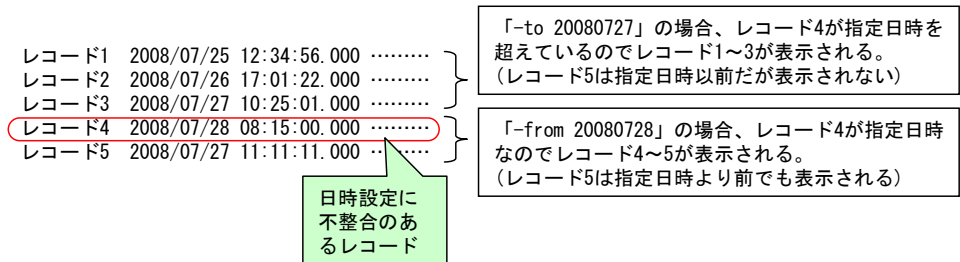 レコード1 2008/07/25 12:34:56.000 ………
レコード2 2008/07/26 17:01:22.000 ………
レコード3 2008/07/27 10:25:01.000 ………
レコード4 2008/07/28 08:15:00.000 ………
レコード5 2008/07/27 11:11:11.000 ………
「-to 20080727」の場合、レコード4が指定日時を
超えているのでレコード1～3が表示される。
(レコード5は指定日時以前だが表示されない)
「-from 20080728」の場合、レコード4が指定日時
なのでレコード4～5が表示される。
(レコード5は指定日時より前でも表示される)
日時設定に
不整合のあ
るレコード